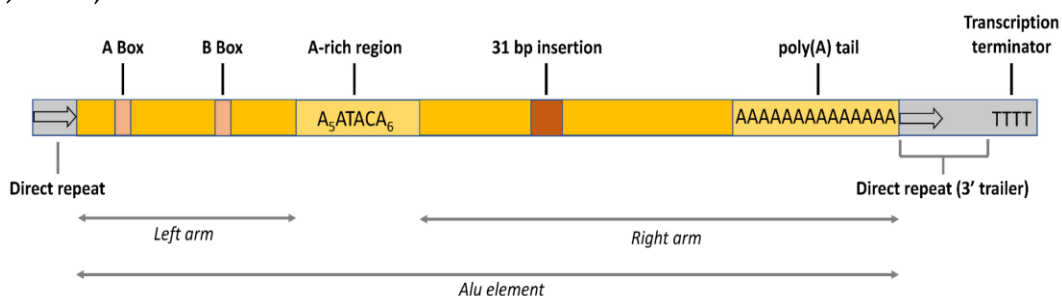 Transcription
A Box
B Box
A-rich region
31 bp insertion
poly(A) tail
terminator
A₅ATACA₆
AAAAAAAAAAAAAA
TTTT
Direct repeat
Direct repeat (3’ trailer)
Left arm
Right arm
Alu element